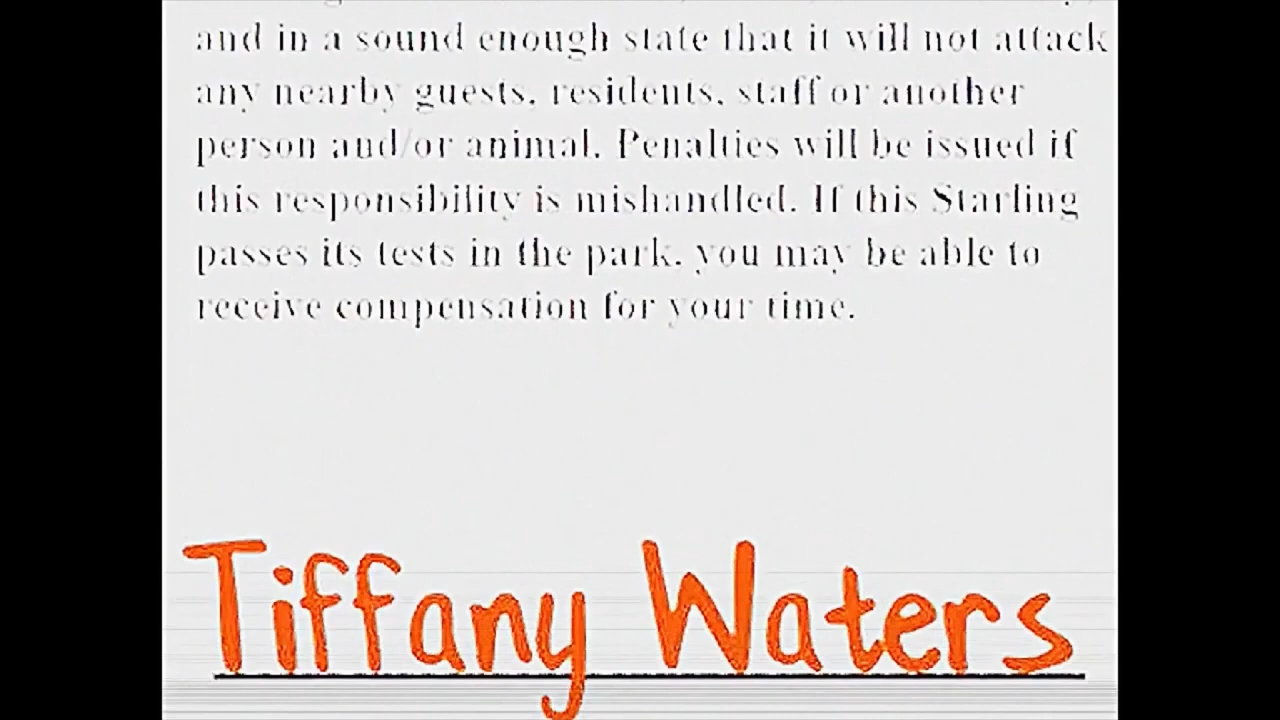 and in a sound enough state that it will not attack
any nearby guests, residents, staff or another
person and/or animal. Penalties will be issued if
this responsibility is mishandled. If this Starling
passes its tests in the park, you may be able to
receive compensation for your time.
Tiffany Waters